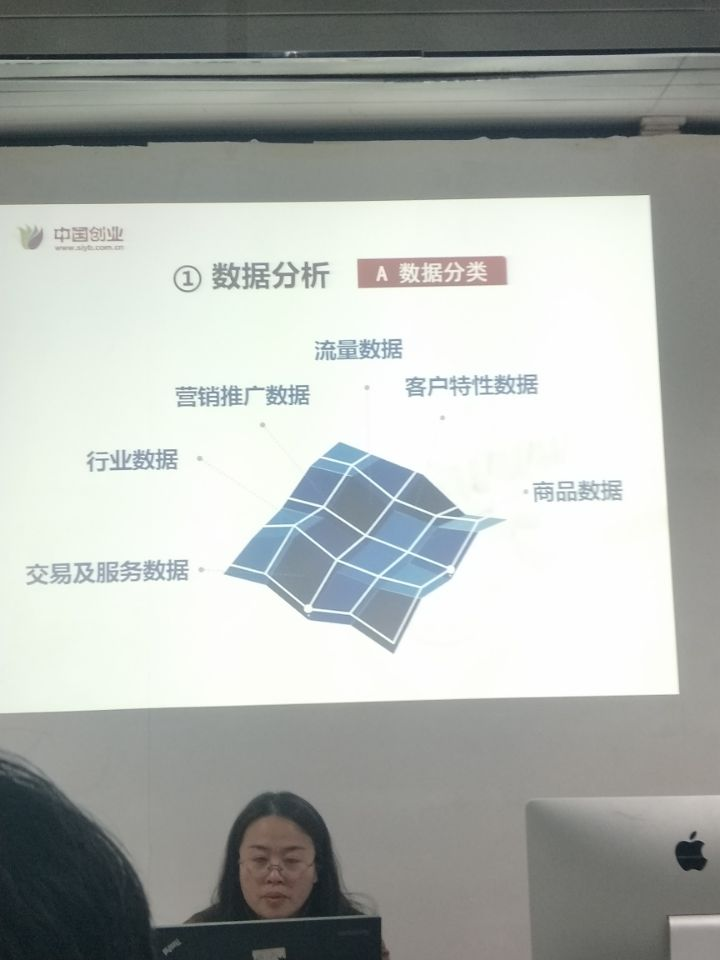 中国创业
www.siyb.com.cn
① 数据分析
A 数据分类
流量数据
营销推广数据
客户特性数据
行业数据
商品数据
交易及服务数据